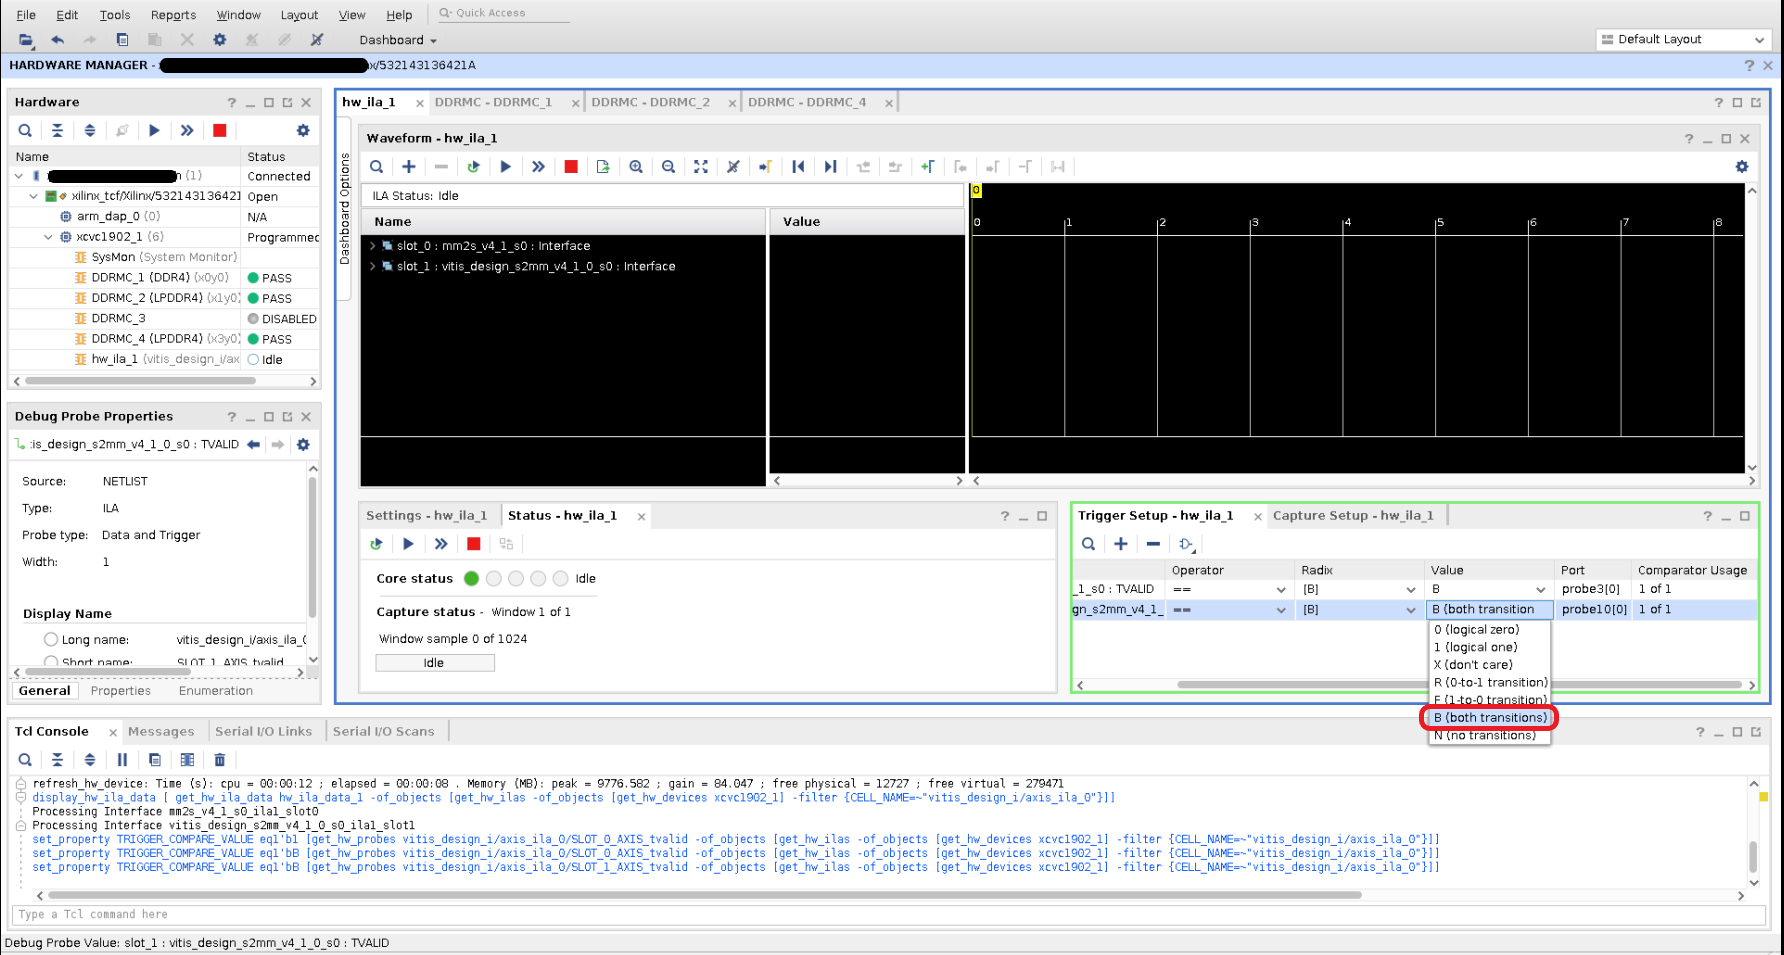 File Edit Tools Reports Window Layout View Help Quick Access
Dashboard Default Layout
HARDWARE MANAGER - x/532143136421A
Hardware
Name Status
(1) Connected
xilinx_tcf/Xilinx/532143136421 Open
arm_dap_0 (0) N/A
xcvc1902_1 (6) Programmed
SysMon (System Monitor)
DDRMC_1 (DDR4) (x0y0) PASS
DDRMC_2 (LPDDR4) (x1y0) PASS
DDRMC_3 DISABLED
DDRMC_4 (LPDDR4) (x3y0) PASS
hw_ila_1 (vitis_design_i/ax Idle
Debug Probe Properties
:is_design_s2mm_v4_1_0_s0 : TVALID
Source: NETLIST
Type: ILA
Probe type: Data and Trigger
Width: 1
Display Name
Long name: vitis_design_i/axis_ila_0
Short name: SLOT_1_AXIS_tvalid
General Properties Enumeration
hw_ila_1 DDRMC - DDRMC_1 DDRMC - DDRMC_2 DDRMC - DDRMC_4
Dashboard Options
Waveform - hw_ila_1
ILA Status: Idle
Name Value
slot_0 : mm2s_v4_1_s0 : Interface
slot_1 : vitis_design_s2mm_v4_1_0_s0 : Interface
0
0 1 2 3 4 5 6 7 8
Settings - hw_ila_1 Status - hw_ila_1
Core status Idle
Capture status - Window 1 of 1
Window sample 0 of 1024
Idle
Trigger Setup - hw_ila_1 Capture Setup - hw_ila_1
Operator Radix Value Port Comparator Usage
_1_s0 : TVALID == [B] B probe3[0] 1 of 1
gn_s2mm_v4_1_ == [B] B (both transition probe10[0] 1 of 1
0 (logical zero)
1 (logical one)
X (don't care)
R (0-to-1 transition)
F (1-to-0 transition)
B (both transitions)
N (no transitions)
Tcl Console Messages Serial I/O Links Serial I/O Scans
refresh_hw_device: Time (s): cpu = 00:00:12 ; elapsed = 00:00:08 . Memory (MB): peak = 9776.582 ; gain = 84.047 ; free physical = 12727 ; free virtual = 279471
display_hw_ila_data [ get_hw_ila_data hw_ila_data_1 -of_objects [get_hw_ilas -of_objects [get_hw_devices xcvc1902_1] -filter {CELL_NAME=~"vitis_design_i/axis_ila_0"}]]
Processing Interface mm2s_v4_1_s0_ila1_slot0
Processing Interface vitis_design_s2mm_v4_1_0_s0_ila1_slot1
set_property TRIGGER_COMPARE_VALUE eq1'b1 [get_hw_probes vitis_design_i/axis_ila_0/SLOT_0_AXIS_tvalid -of_objects [get_hw_ilas -of_objects [get_hw_devices xcvc1902_1] -filter {CELL_NAME=~"vitis_design_i/axis_ila_0"}]]
set_property TRIGGER_COMPARE_VALUE eq1'bB [get_hw_probes vitis_design_i/axis_ila_0/SLOT_0_AXIS_tvalid -of_objects [get_hw_ilas -of_objects [get_hw_devices xcvc1902_1] -filter {CELL_NAME=~"vitis_design_i/axis_ila_0"}]]
set_property TRIGGER_COMPARE_VALUE eq1'bB [get_hw_probes vitis_design_i/axis_ila_0/SLOT_1_AXIS_tvalid -of_objects [get_hw_ilas -of_objects [get_hw_devices xcvc1902_1] -filter {CELL_NAME=~"vitis_design_i/axis_ila_0"}]]
Type a Tcl command here
Debug Probe Value: slot_1 : vitis_design_s2mm_v4_1_0_s0 : TVALID